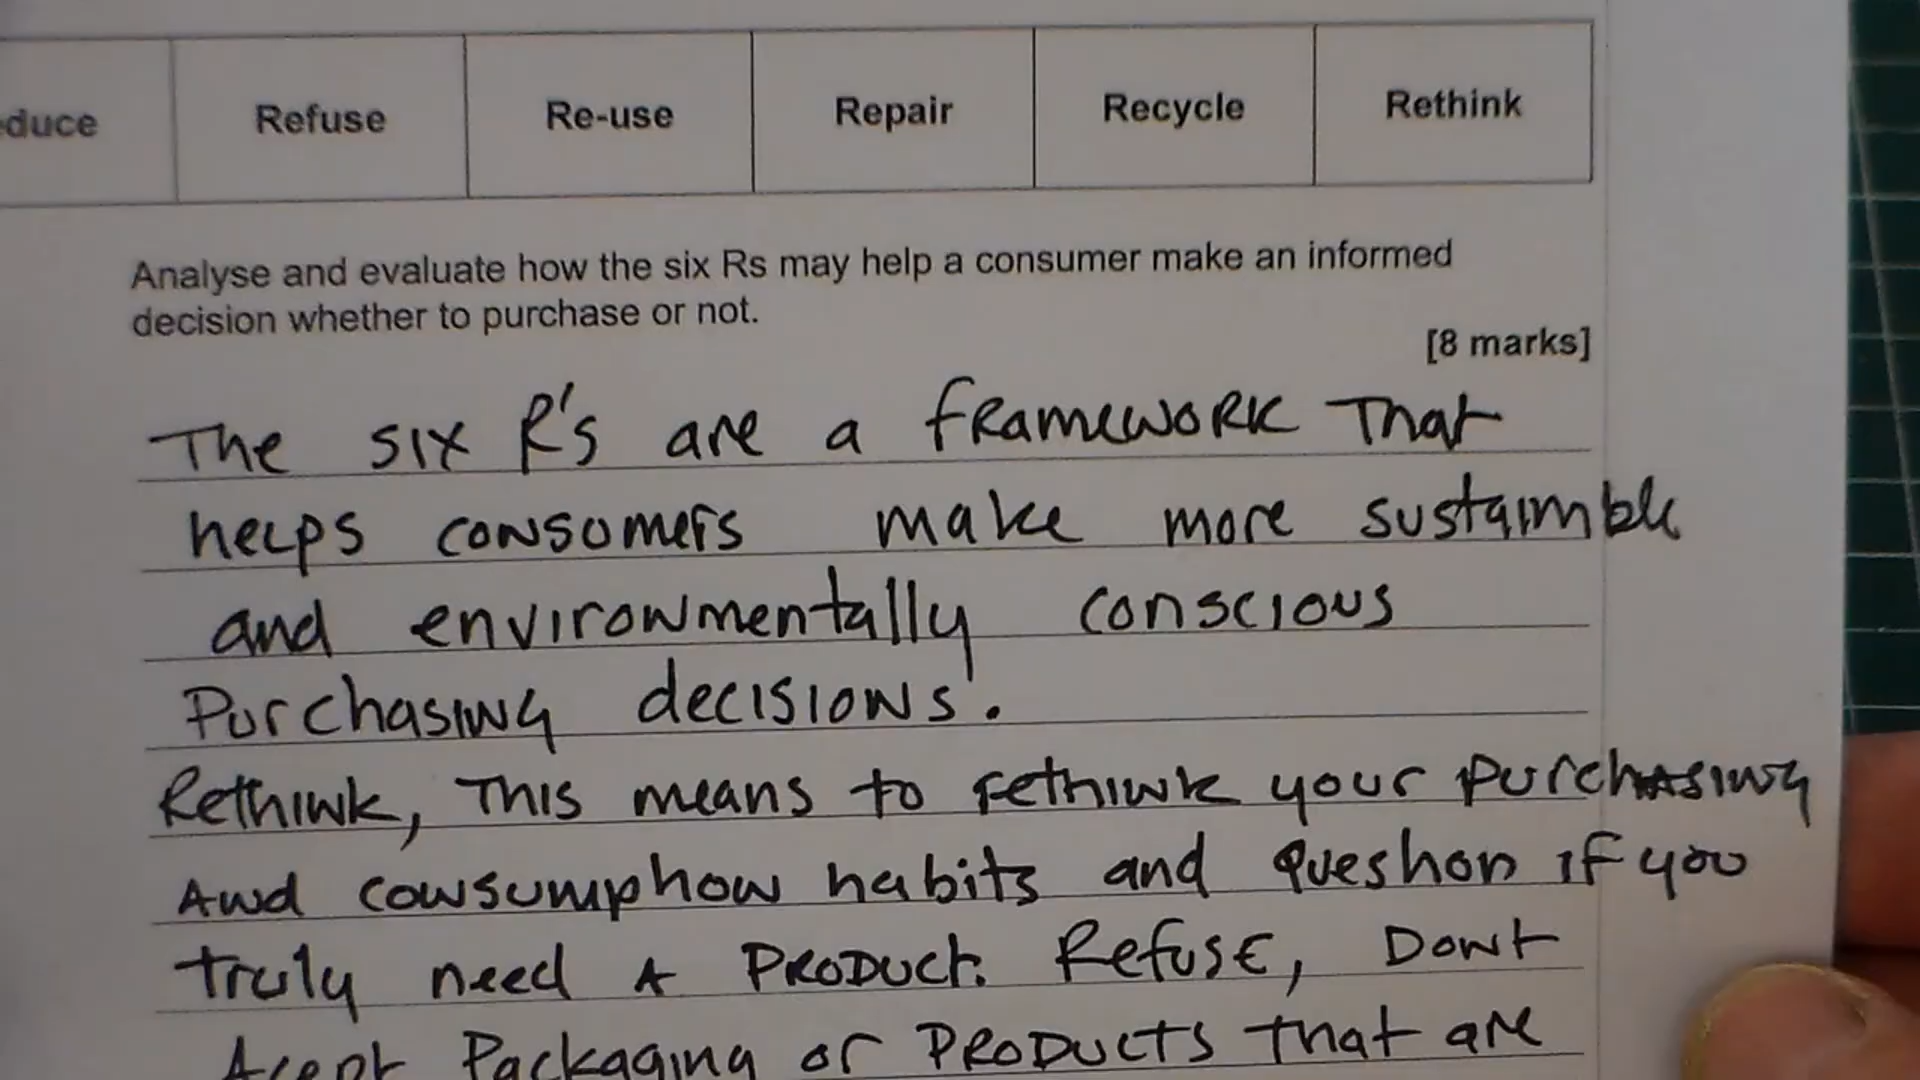 educe Refuse Re-use Repair Recycle Rethink
Analyse and evaluate how the six Rs may help a consumer make an informed
decision whether to purchase or not.
[8 marks]
The six R's are a framework that
helps consumers make more sustainable
and environmentally conscious
Purchasing decisions.
Rethink, This means to rethink your purchasing
And consumption habits and question if you
truly need A Product. Refuse, Dont
Accept Packaging or Products that are